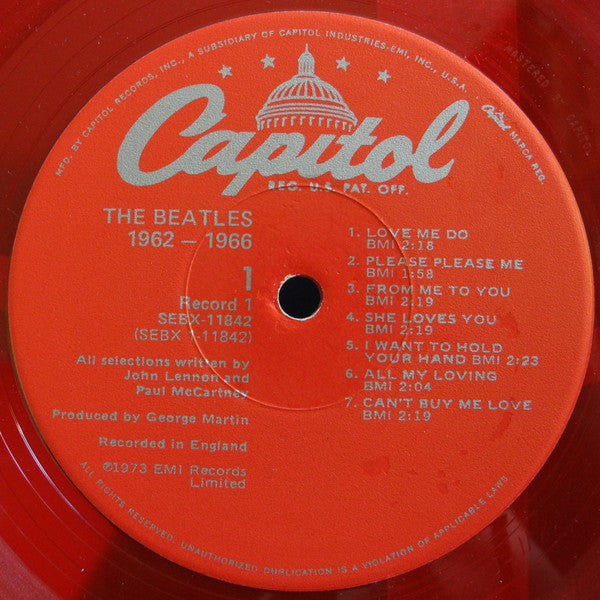 MFD. BY CAPITOL RECORDS, INC., A SUBSIDIARY OF CAPITOL INDUSTRIES-EMI, INC., U.S.A.
Capitol MARCA REG.
Capitol
REG. U.S. PAT. OFF.
THE BEATLES
1962 — 1966
1
Record 1
SEBX-11842
(SEBX 1-11842)
All selections written by
John Lennon and
Paul McCartney
Produced by George Martin
Recorded in England
℗1973 EMI Records
Limited
1. LOVE ME DO
BMI 2:18
2. PLEASE PLEASE ME
BMI 1:58
3. FROM ME TO YOU
BMI 2:19
4. SHE LOVES YOU
BMI 2:19
5. I WANT TO HOLD
YOUR HAND BMI 2:23
6. ALL MY LOVING
BMI 2:04
7. CAN'T BUY ME LOVE
BMI 2:19
ALL RIGHTS RESERVED. UNAUTHORIZED DUPLICATION IS A VIOLATION OF APPLICABLE LAWS
MASTERED
CAPITOL